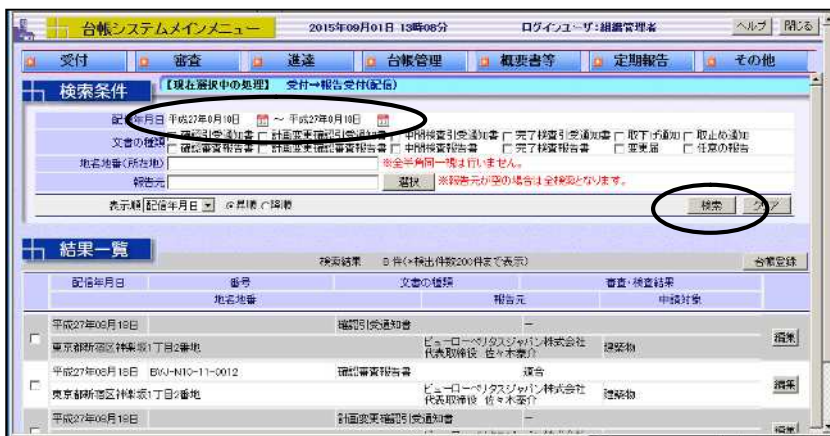 台帳システムメインメニュー 2015年09月01日 13時08分 ログインユーザ:組織管理者 ヘルプ 閉じる
受付 審査 進達 台帳管理 概要書等 定期報告 その他
検索条件 【現在選択中の処理】 受付→報告受付(配信)
配信年月日 平成27年8月10日 ~ 平成27年8月18日
文書の種類 確認引受通知書 計画変更確認引受通知書 中間検査引受通知書 完了検査引受通知書 取下げ通知 取止め通知
確認審査報告書 計画変更確認審査報告書 中間検査報告書 完了検査報告書 変更届 任意の報告
地名地番(所在地) ※全半角同一視は行いません。
報告元 選択 ※報告元が空の場合は全検索となります。
表示順 配信年月日 昇順 降順 検索 クリア
結果一覧 検索結果 8 件(*検出件数200件まで表示) 台帳登録
配信年月日 番号 文書の種類 審査・検査結果
地名地番 報告元 申請対象
平成27年08月18日 確認引受通知書 -
東京都新宿区神楽坂1丁目2番地 ビューローベリタスジャパン株式会社 建築物 編集
代表取締役 佐々木泰介
平成27年08月18日 BVJ-N10-11-0012 確認審査報告書 適合
東京都新宿区神楽坂1丁目2番地 ビューローベリタスジャパン株式会社 建築物 編集
代表取締役 佐々木泰介
平成27年08月18日 計画変更確認引受通知書 -
編集